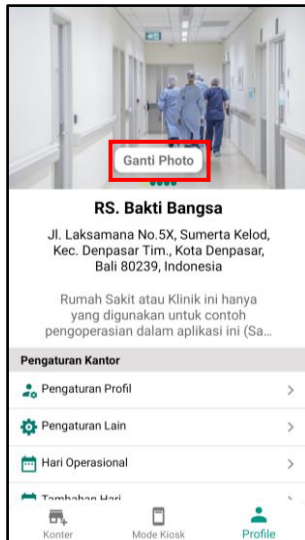 Ganti Photo
RS. Bakti Bangsa
Jl. Laksamana No.5X, Sumerta Kelod,
Kec. Denpasar Tim., Kota Denpasar,
Bali 80239, Indonesia
Rumah Sakit atau Klinik ini hanya
yang digunakan untuk contoh
pengoperasian dalam aplikasi ini (Sa...
Pengaturan Kantor
Pengaturan Profil
Pengaturan Lain
Hari Operasional
Tambahan Hari
Konter
Mode Kiosk
Profile